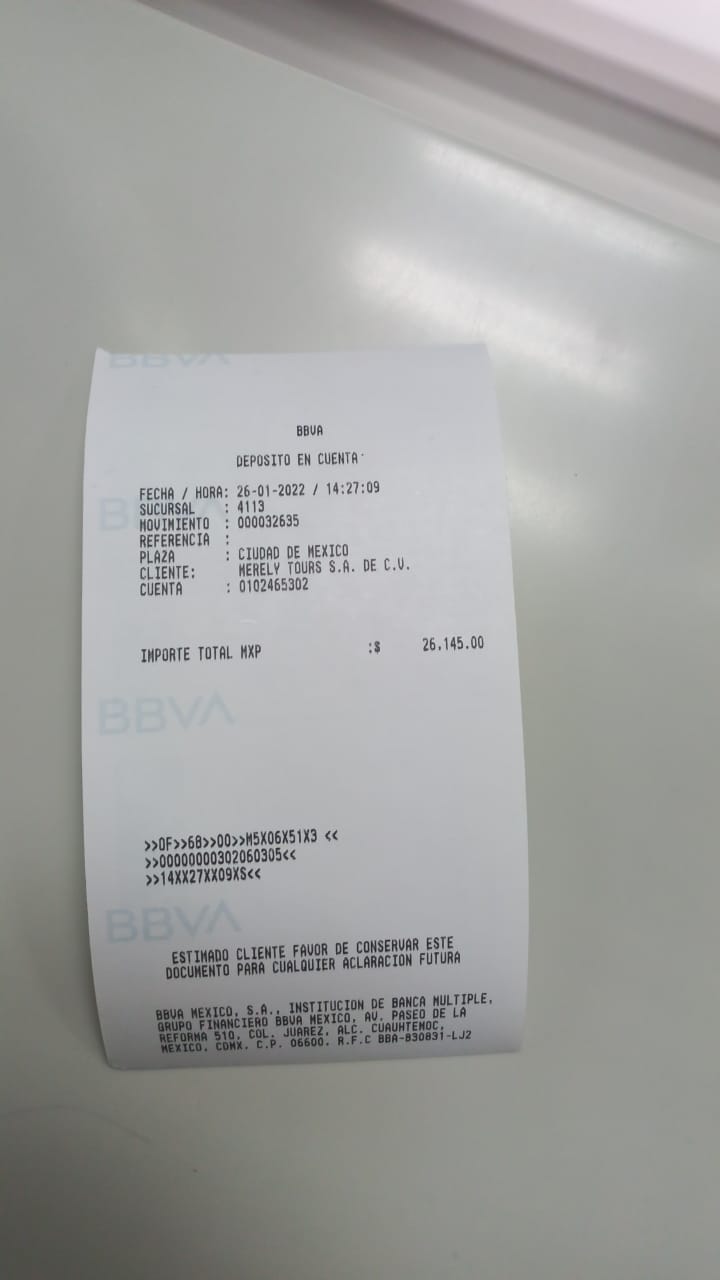 BBVA
BBVA
DEPOSITO EN CUENTA
FECHA / HORA: 26-01-2022 / 14:27:09
SUCURSAL : 4113
MOVIMIENTO : 000032635
REFERENCIA :
PLAZA : CIUDAD DE MEXICO
CLIENTE: MERELY TOURS S.A. DE C.V.
CUENTA : 0102465302
IMPORTE TOTAL MXP :$ 26,145.00
BBVA
>>0F>>68>>00>>M5X06X51X3 <<
>>00000000302060305<<
>>14XX27XX09XS<<
BBVA
ESTIMADO CLIENTE FAVOR DE CONSERVAR ESTE
DOCUMENTO PARA CUALQUIER ACLARACION FUTURA
BBVA MEXICO, S.A., INSTITUCION DE BANCA MULTIPLE,
GRUPO FINANCIERO BBVA MEXICO, AV. PASEO DE LA
REFORMA 510, COL. JUAREZ, ALC. CUAUHTEMOC,
MEXICO, CDMX. C.P. 06600. R.F.C BBA-830831-LJ2